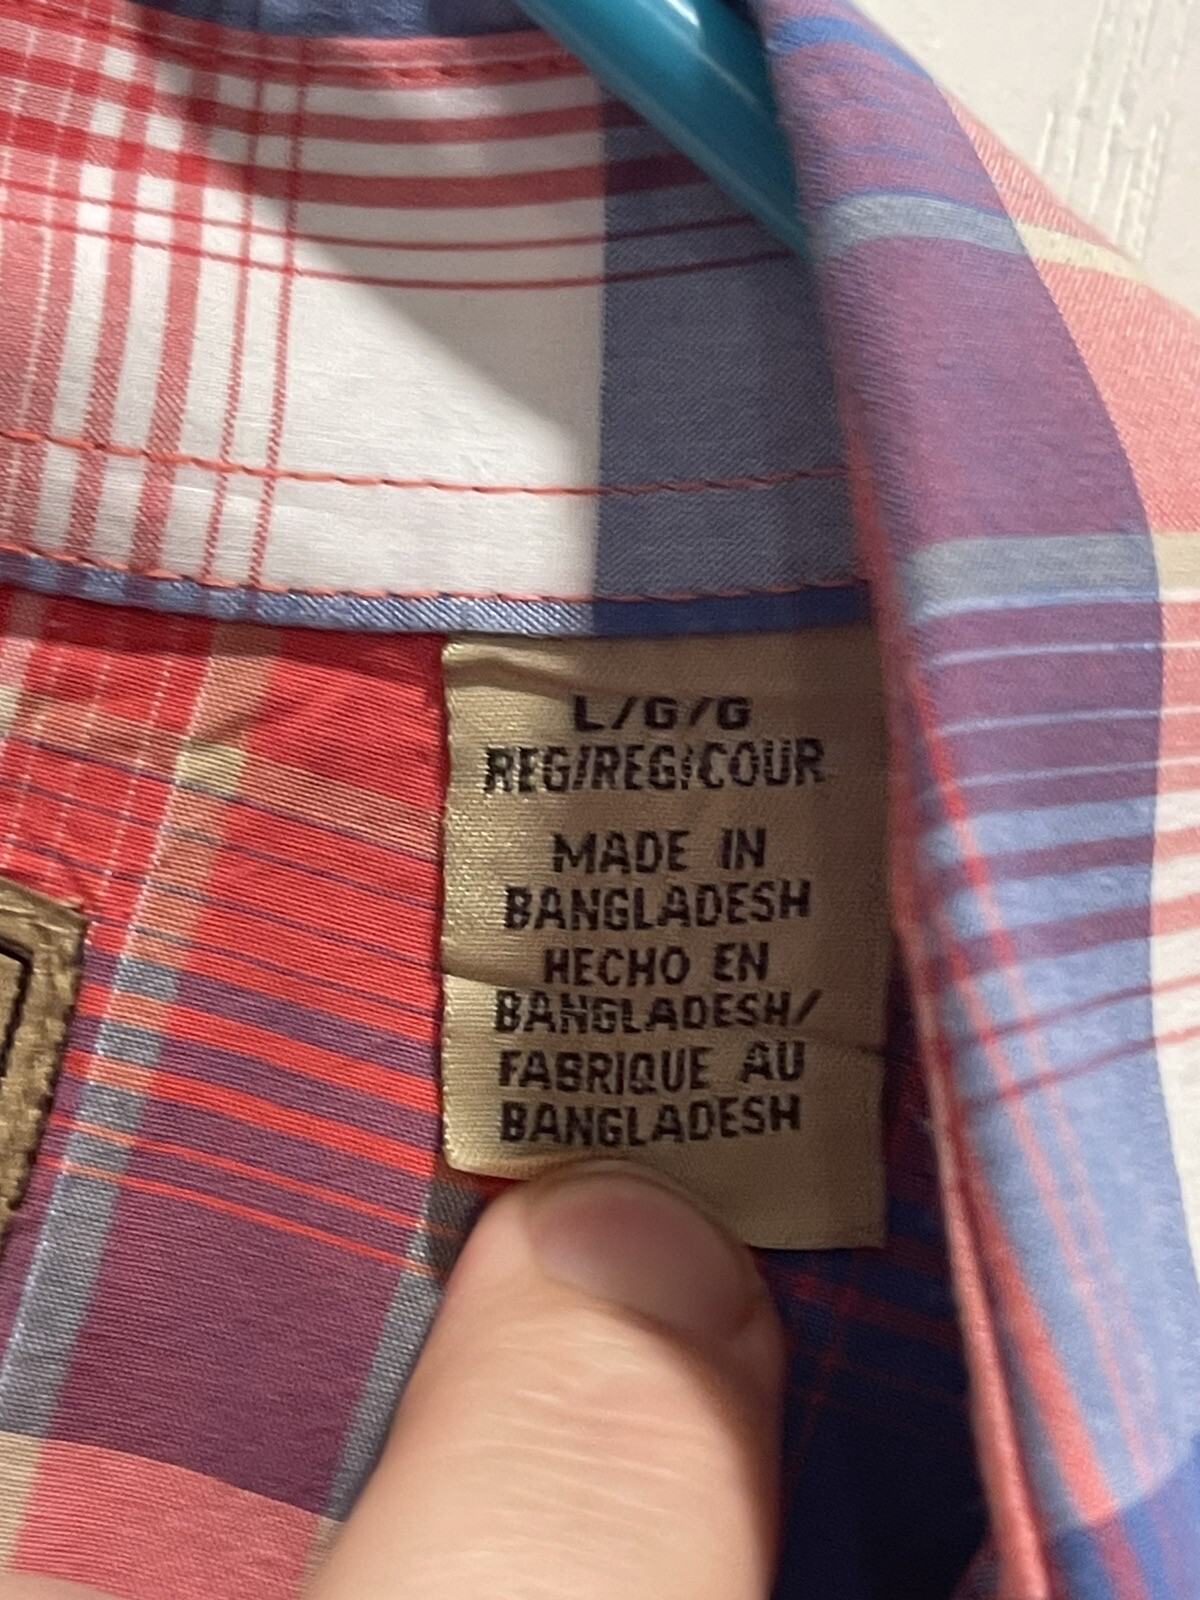 L/G/G
REG/REG/COUR
MADE IN
BANGLADESH
HECHO EN
BANGLADESH/
FABRIQUE AU
BANGLADESH